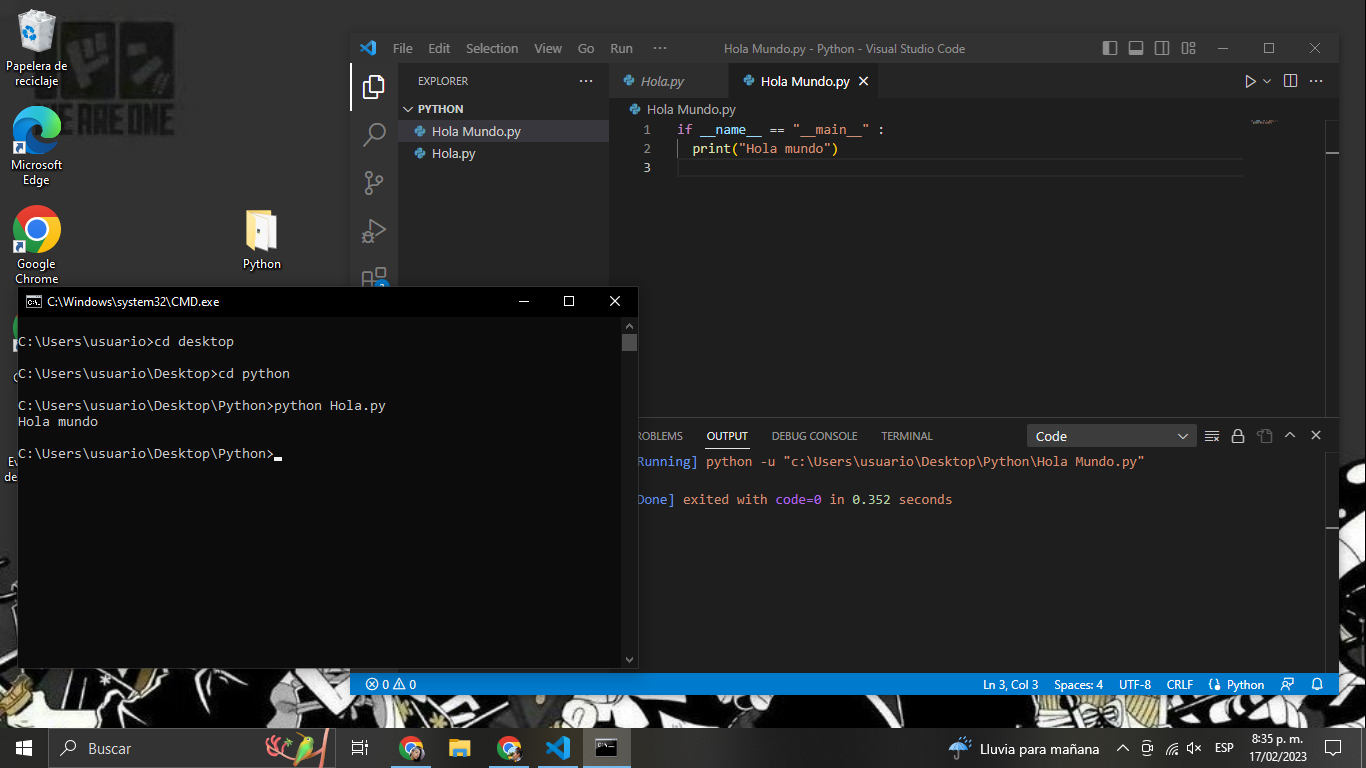 Papelera de
reciclaje
ARE ONE
Microsoft
Edge
Google
Chrome
Python
File Edit Selection View Go Run ···
Hola Mundo.py - Python - Visual Studio Code
EXPLORER
PYTHON
Hola Mundo.py
Hola.py
Hola.py
Hola Mundo.py
Hola Mundo.py
1 if __name__ == "__main__" :
2 print("Hola mundo")
3
C:\Windows\system32\CMD.exe
C:\Users\usuario>cd desktop
C:\Users\usuario\Desktop>cd python
C:\Users\usuario\Desktop\Python>python Hola.py
Hola mundo
C:\Users\usuario\Desktop\Python>
ROBLEMS OUTPUT DEBUG CONSOLE TERMINAL
Code
Running] python -u "c:\Users\usuario\Desktop\Python\Hola Mundo.py"
Done] exited with code=0 in 0.352 seconds
0 0
Ln 3, Col 3 Spaces: 4 UTF-8 CRLF Python
Buscar
Lluvia para mañana
ESP
8:35 p. m.
17/02/2023